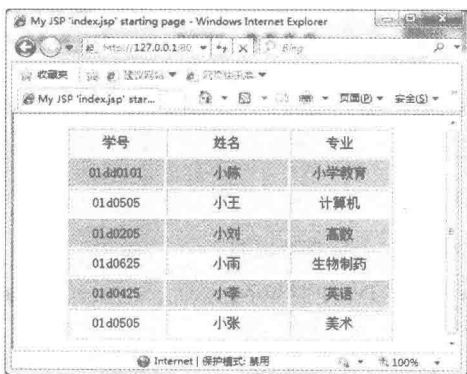 My JSP 'index.jsp' starting page - Windows Internet Explorer
http://127.0.0.1:80
Bing
收藏夹
My JSP 'index.jsp' star...
页面(P)
安全(S)
学号 姓名 专业
01dd0101 小陈 小学教育
01d0505 小王 计算机
01d0205 小刘 高数
01d0625 小雨 生物制药
01d0425 小李 英语
01d0505 小张 美术
Internet | 保护模式: 禁用
100%